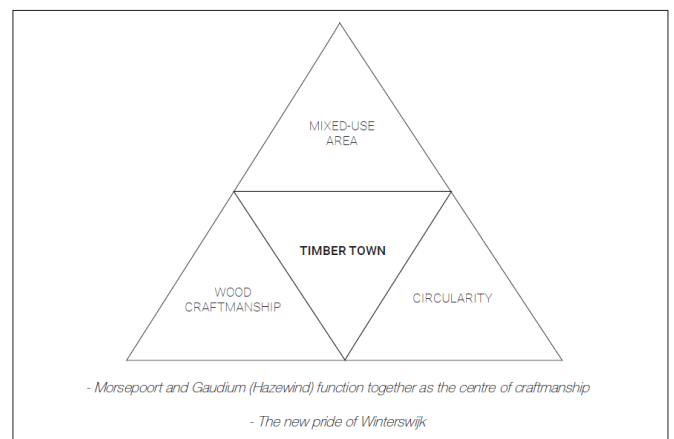 MIXED-USE
AREA
TIMBER TOWN
WOOD
CRAFTMANSHIP
CIRCULARITY
- Morsepoort and Gaudium (Hazewind) function together as the centre of craftmanship
- The new pride of Winterswijk